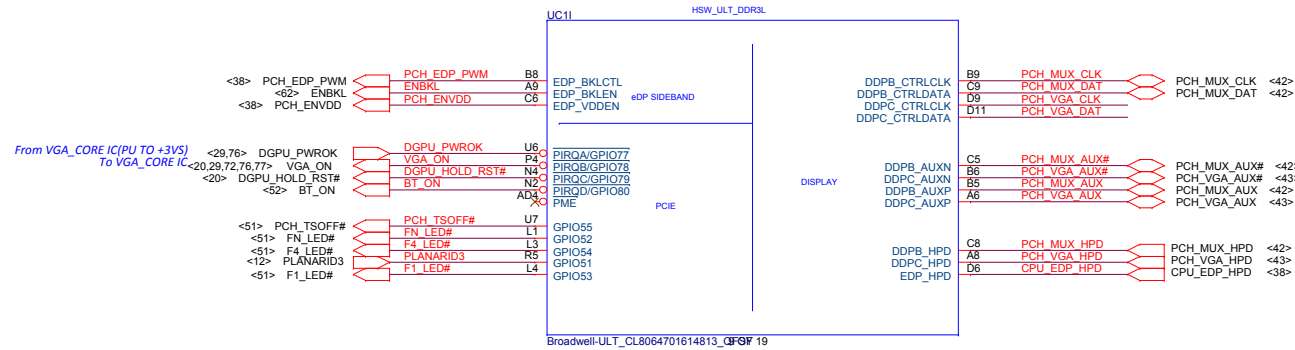 UC1I
HSW_ULT_DDR3L
<38> PCH_EDP_PWM PCH_EDP_PWM B8 EDP_BKLCTL
<62> ENBKL ENBKL A9 EDP_BKLEN
<38> PCH_ENVDD PCH_ENVDD C6 EDP_VDDEN
eDP SIDEBAND
DDPB_CTRLCLK B9 PCH_MUX_CLK PCH_MUX_CLK <42>
DDPB_CTRLDATA C9 PCH_MUX_DAT PCH_MUX_DAT <42>
DDPC_CTRLCLK D9 PCH_VGA_CLK
DDPC_CTRLDATA D11 PCH_VGA_DAT
From VGA_CORE IC(PU TO +3VS)
To VGA_CORE IC
<29,76> DGPU_PWROK DGPU_PWROK U6 PIRQA/GPIO77
<20,29,72,76,77> VGA_ON VGA_ON P4 PIRQB/GPIO78
<20> DGPU_HOLD_RST# DGPU_HOLD_RST# N4 PIRQC/GPIO79
<52> BT_ON BT_ON N2 PIRQD/GPIO80
AD4 PME
PCIE
DISPLAY
DDPB_AUXN C5 PCH_MUX_AUX# PCH_MUX_AUX# <42
DDPC_AUXN B6 PCH_VGA_AUX# PCH_VGA_AUX# <43
DDPB_AUXP B5 PCH_MUX_AUX PCH_MUX_AUX <42>
DDPC_AUXP A6 PCH_VGA_AUX PCH_VGA_AUX <43>
<51> PCH_TSOFF# PCH_TSOFF# U7 GPIO55
<51> FN_LED# FN_LED# L1 GPIO52
<51> F4_LED# F4_LED# L3 GPIO54
<12> PLANARID3 PLANARID3 R5 GPIO51
<51> F1_LED# F1_LED# L4 GPIO53
DDPB_HPD C8 PCH_MUX_HPD PCH_MUX_HPD <42>
DDPC_HPD A8 PCH_VGA_HPD PCH_VGA_HPD <43>
EDP_HPD D6 CPU_EDP_HPD CPU_EDP_HPD <38>
Broadwell-ULT_CL8064701614813_ 19